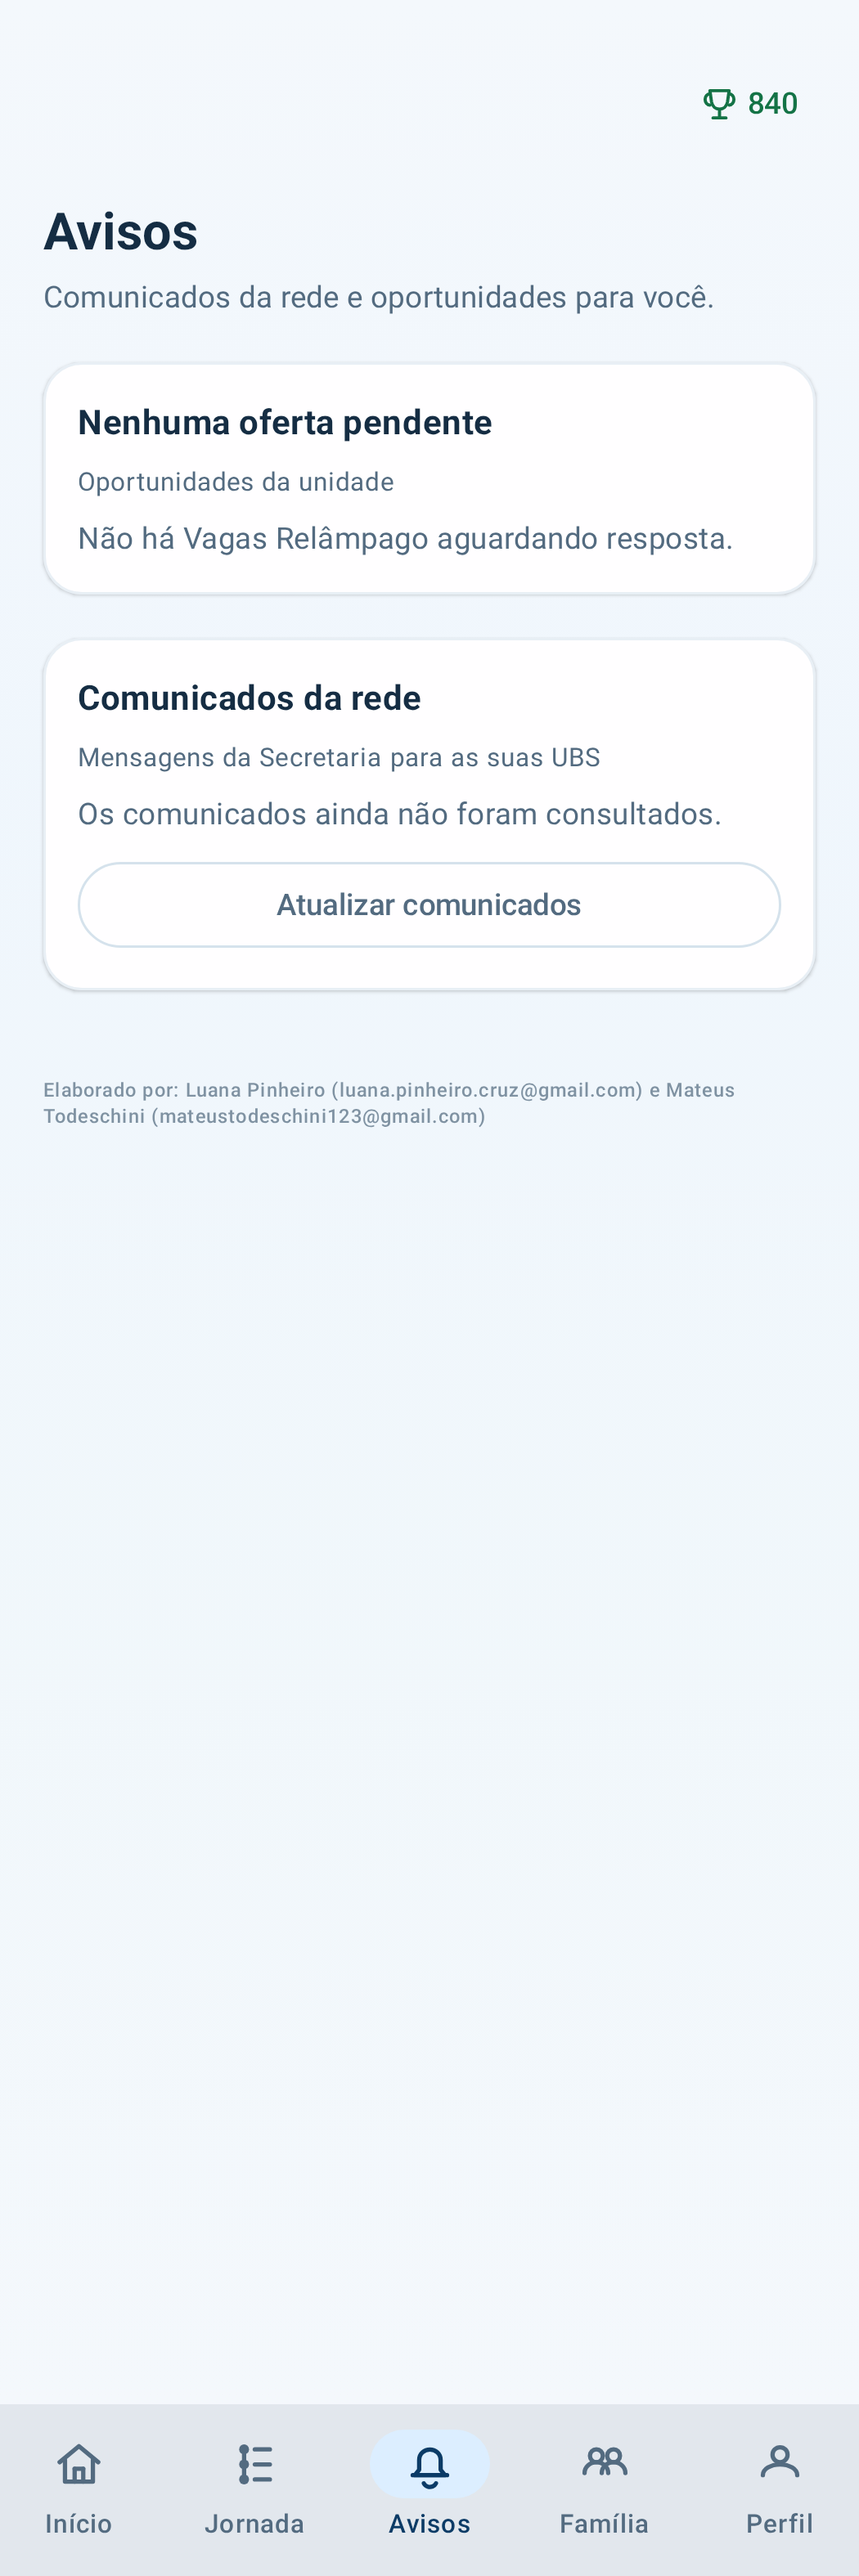 840
Avisos
Comunicados da rede e oportunidades para você.
Nenhuma oferta pendente
Oportunidades da unidade
Não há Vagas Relâmpago aguardando resposta.
Comunicados da rede
Mensagens da Secretaria para as suas UBS
Os comunicados ainda não foram consultados.
Atualizar comunicados
Elaborado por: Luana Pinheiro (luana.pinheiro.cruz@gmail.com) e Mateus
Todeschini (mateustodeschini123@gmail.com)
Início
Jornada
Avisos
Família
Perfil